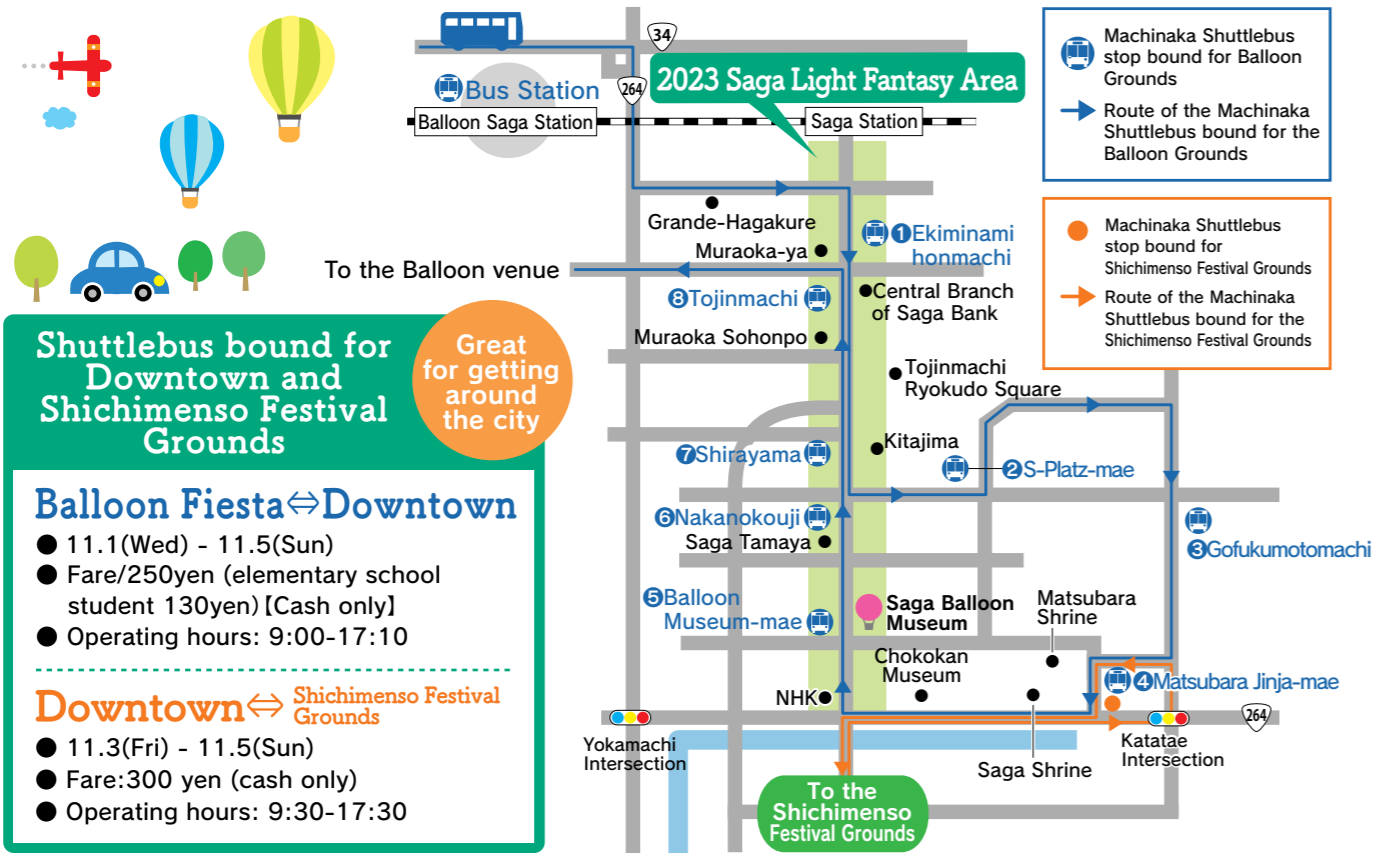 34
264
Bus Station
2023 Saga Light Fantasy Area
Balloon Saga Station
Saga Station
Machinaka Shuttlebus
stop bound for Balloon
Grounds
Route of the Machinaka
Shuttlebus bound for the
Balloon Grounds
Machinaka Shuttlebus
stop bound for
Shichimenso Festival Grounds
Route of the Machinaka
Shuttlebus bound for the
Shichimenso Festival Grounds
Grande-Hagakure
Muraoka-ya
❶Ekiminami
honmachi
To the Balloon venue
❽Tojinmachi
Central Branch
of Saga Bank
Muraoka Sohonpo
Tojinmachi
Ryokudo Square
Kitajima
❼Shirayama
❷S-Platz-mae
❻Nakanokouji
Saga Tamaya
❸Gofukumotomachi
❺Balloon
Museum-mae
Saga Balloon
Museum
Matsubara
Shrine
Chokokan
Museum
❹Matsubara Jinja-mae
NHK
264
Yokamachi
Intersection
Saga Shrine
Katatae
Intersection
To the
Shichimenso
Festival Grounds
Shuttlebus bound for
Downtown and
Shichimenso Festival
Grounds
Great
for getting
around
the city
Balloon Fiesta⇔Downtown
● 11.1(Wed) - 11.5(Sun)
● Fare/250yen (elementary school
student 130yen)【Cash only】
● Operating hours: 9:00-17:10
Downtown⇔ Shichimenso Festival
Grounds
● 11.3(Fri) - 11.5(Sun)
● Fare:300 yen (cash only)
● Operating hours: 9:30-17:30